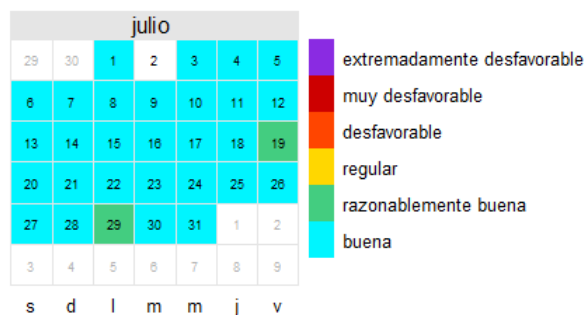 julio
29 30 1 2 3 4 5
6 7 8 9 10 11 12
13 14 15 16 17 18 19
20 21 22 23 24 25 26
27 28 29 30 31 1 2
3 4 5 6 7 8 9
s d l m m j v
extremadamente desfavorable
muy desfavorable
desfavorable
regular
razonablemente buena
buena